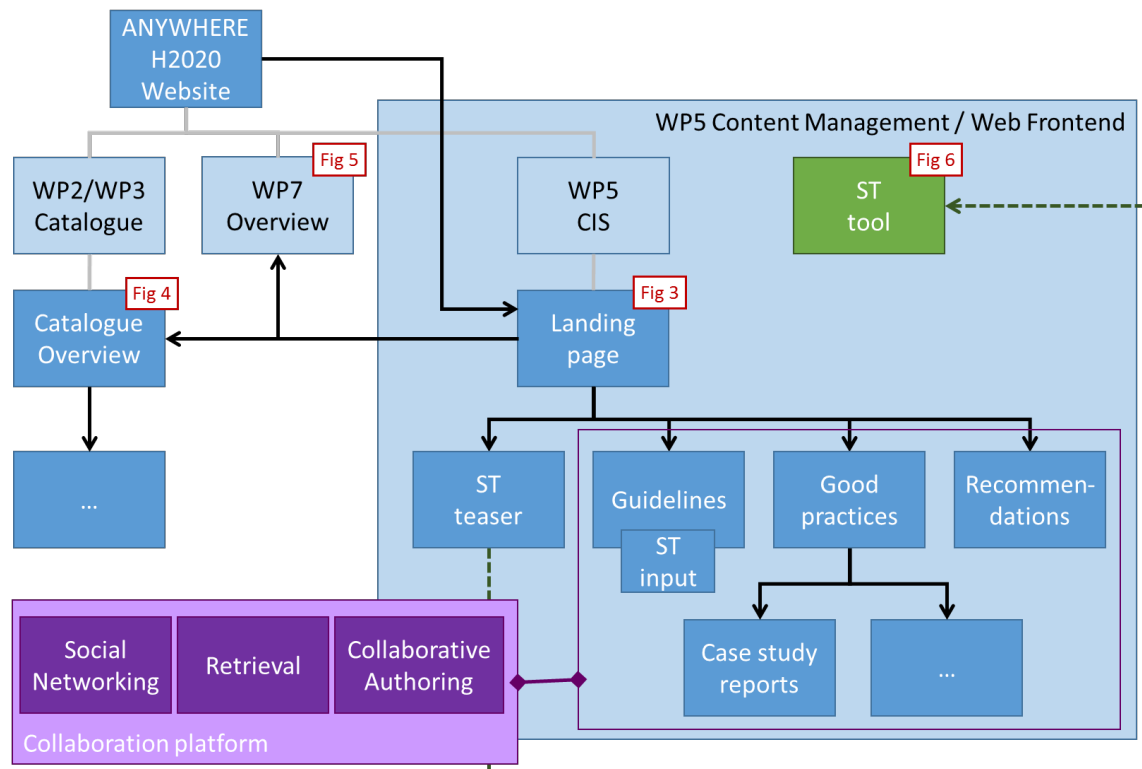 ANYWHERE
H2020
Website
WP5 Content Management / Web Frontend
Fig 5
Fig 6
WP2/WP3
Catalogue
WP7
Overview
WP5
CIS
ST
tool
Fig 4
Fig 3
Catalogue
Overview
Landing
page
...
ST
teaser
Guidelines
ST
input
Good
practices
Recommen-
dations
Social
Networking
Retrieval
Collaborative
Authoring
Case study
reports
...
Collaboration platform